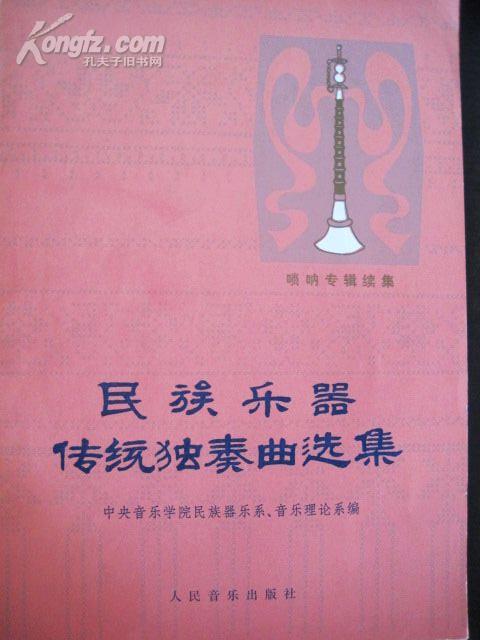 Kongfz.com
孔夫子旧书网
唢呐专辑续集
民族乐器
传统独奏曲选集
中央音乐学院民族器乐系、音乐理论系编
人民音乐出版社